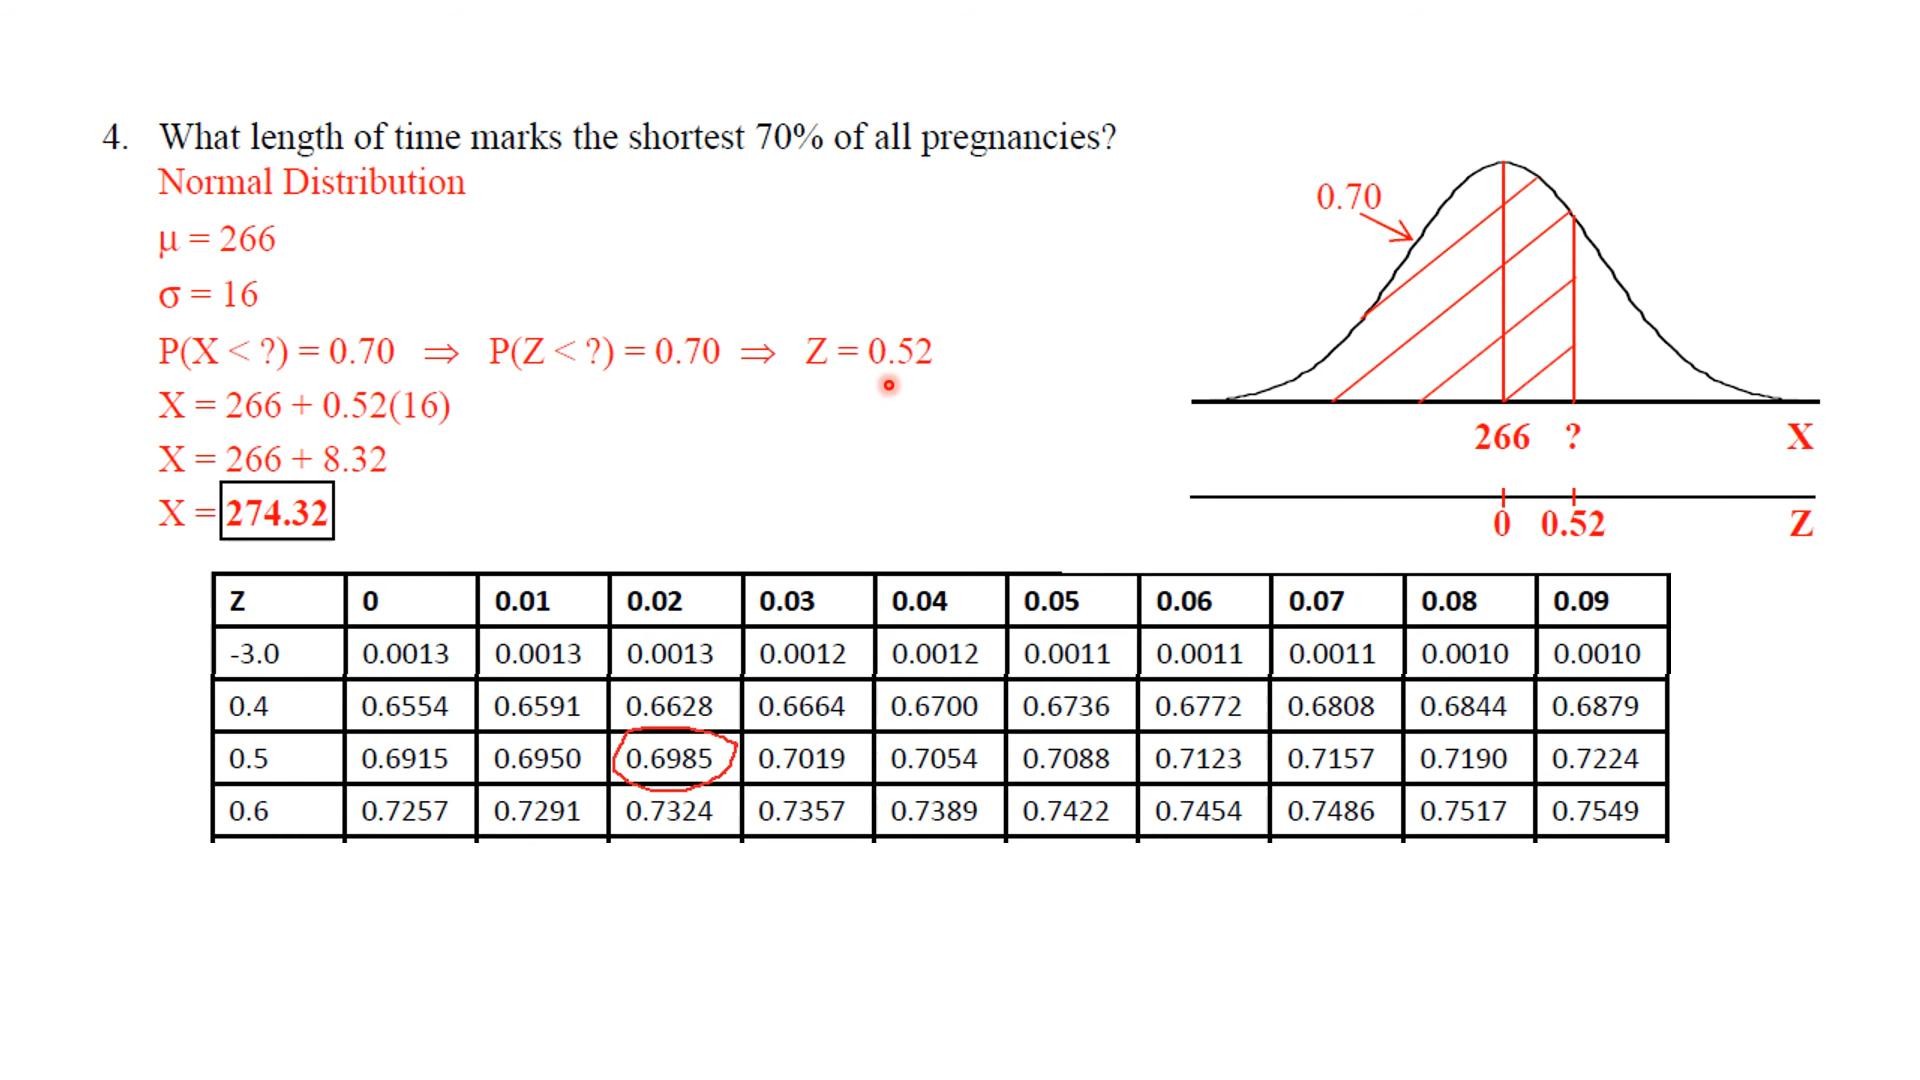 4. What length of time marks the shortest 70% of all pregnancies?
Normal Distribution
μ = 266
σ = 16
P(X < ?) = 0.70 ⇒ P(Z < ?) = 0.70 ⇒ Z = 0.52
X = 266 + 0.52(16)
X = 266 + 8.32
X = 274.32
0.70
266 ? X
0 0.52 Z
Z 0 0.01 0.02 0.03 0.04 0.05 0.06 0.07 0.08 0.09
-3.0 0.0013 0.0013 0.0013 0.0012 0.0012 0.0011 0.0011 0.0011 0.0010 0.0010
0.4 0.6554 0.6591 0.6628 0.6664 0.6700 0.6736 0.6772 0.6808 0.6844 0.6879
0.5 0.6915 0.6950 0.6985 0.7019 0.7054 0.7088 0.7123 0.7157 0.7190 0.7224
0.6 0.7257 0.7291 0.7324 0.7357 0.7389 0.7422 0.7454 0.7486 0.7517 0.7549